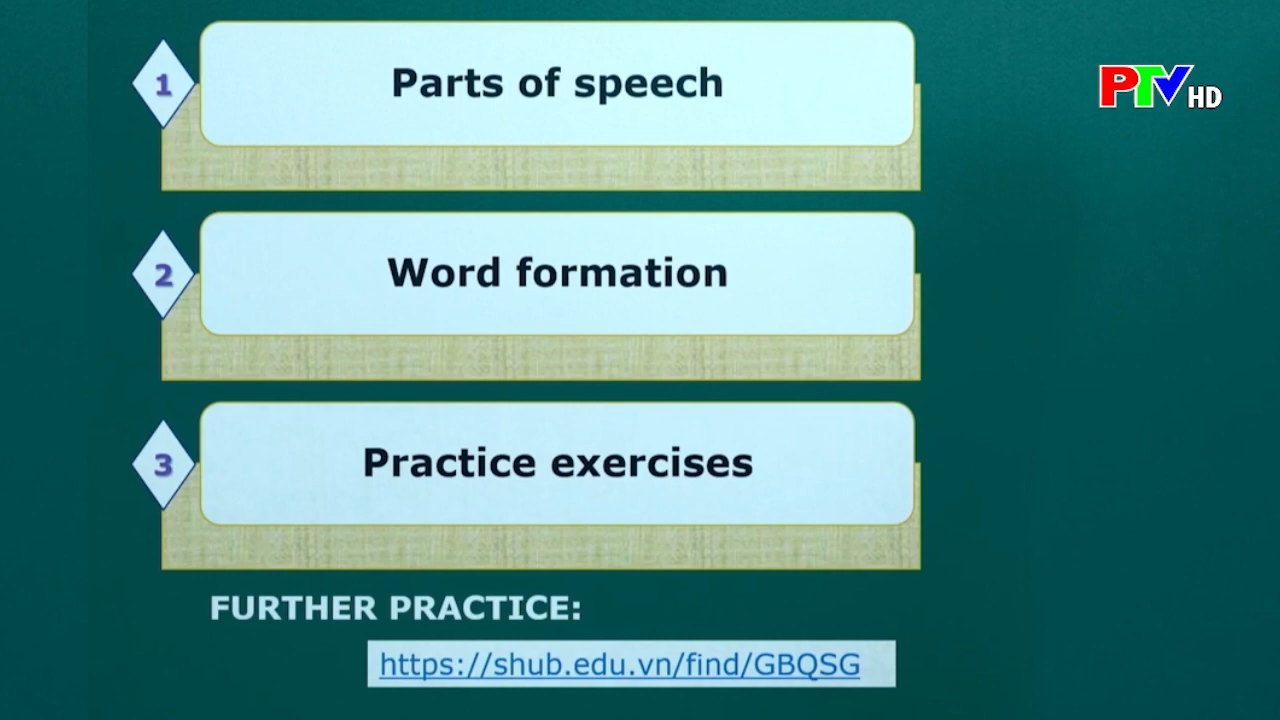 1
Parts of speech
PTV HD
2
Word formation
3
Practice exercises
FURTHER PRACTICE:
https://shub.edu.vn/find/GBQSG